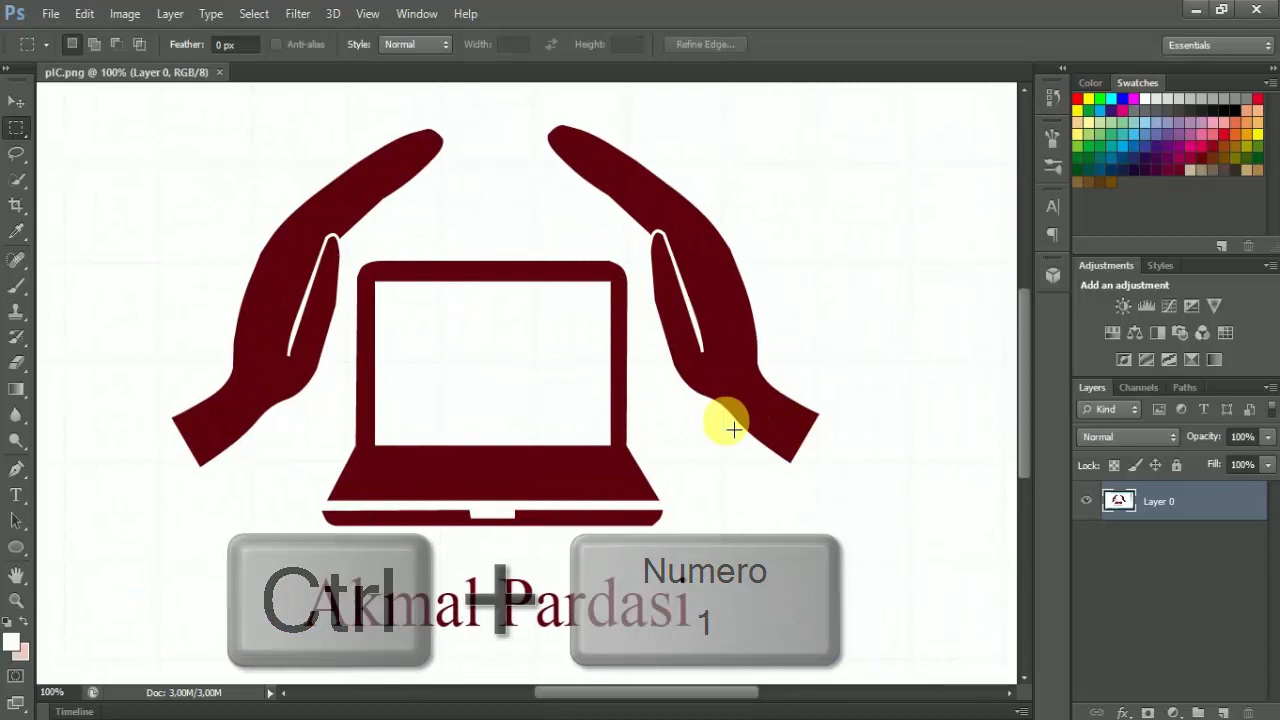 Ps File Edit Image Layer Type Select Filter 3D View Window Help
Feather: 0 px Anti-alias Style: Normal Width: Height: Refine Edge... Essentials
pIC.png @ 100% (Layer 0, RGB/8) ×
Color Swatches
Adjustments Styles
Add an adjustment
Layers Channels Paths
Kind
Normal Opacity: 100%
Lock: Fill: 100%
Layer 0
Ctrl + Numero
1
Akmal Pardasi
100% Doc: 3,00M/3,00M
Timeline